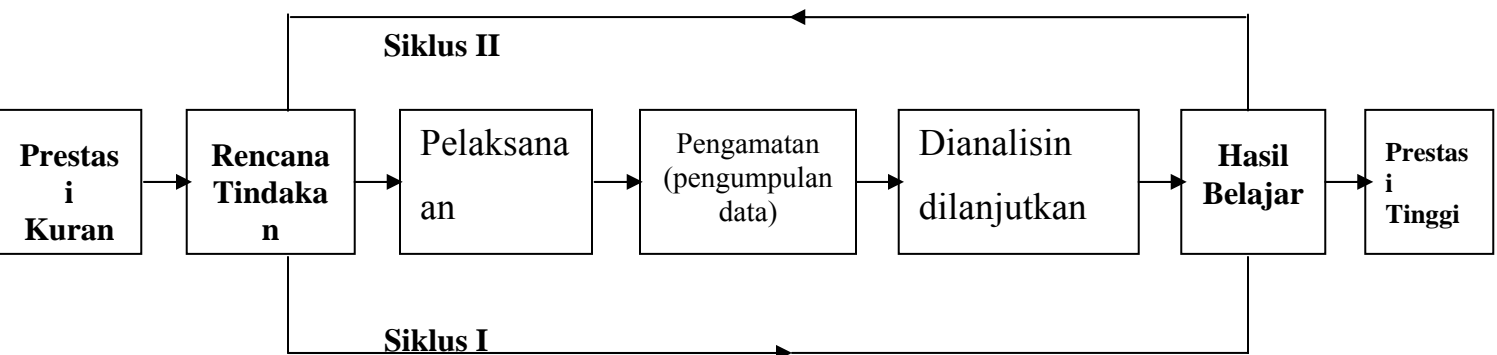 Siklus II
Prestas
i
Kuran
Rencana
Tindaka
n
Pelaksana
an
Pengamatan
(pengumpulan
data)
Dianalisin
dilanjutkan
Hasil
Belajar
Prestas
i
Tinggi
Siklus I